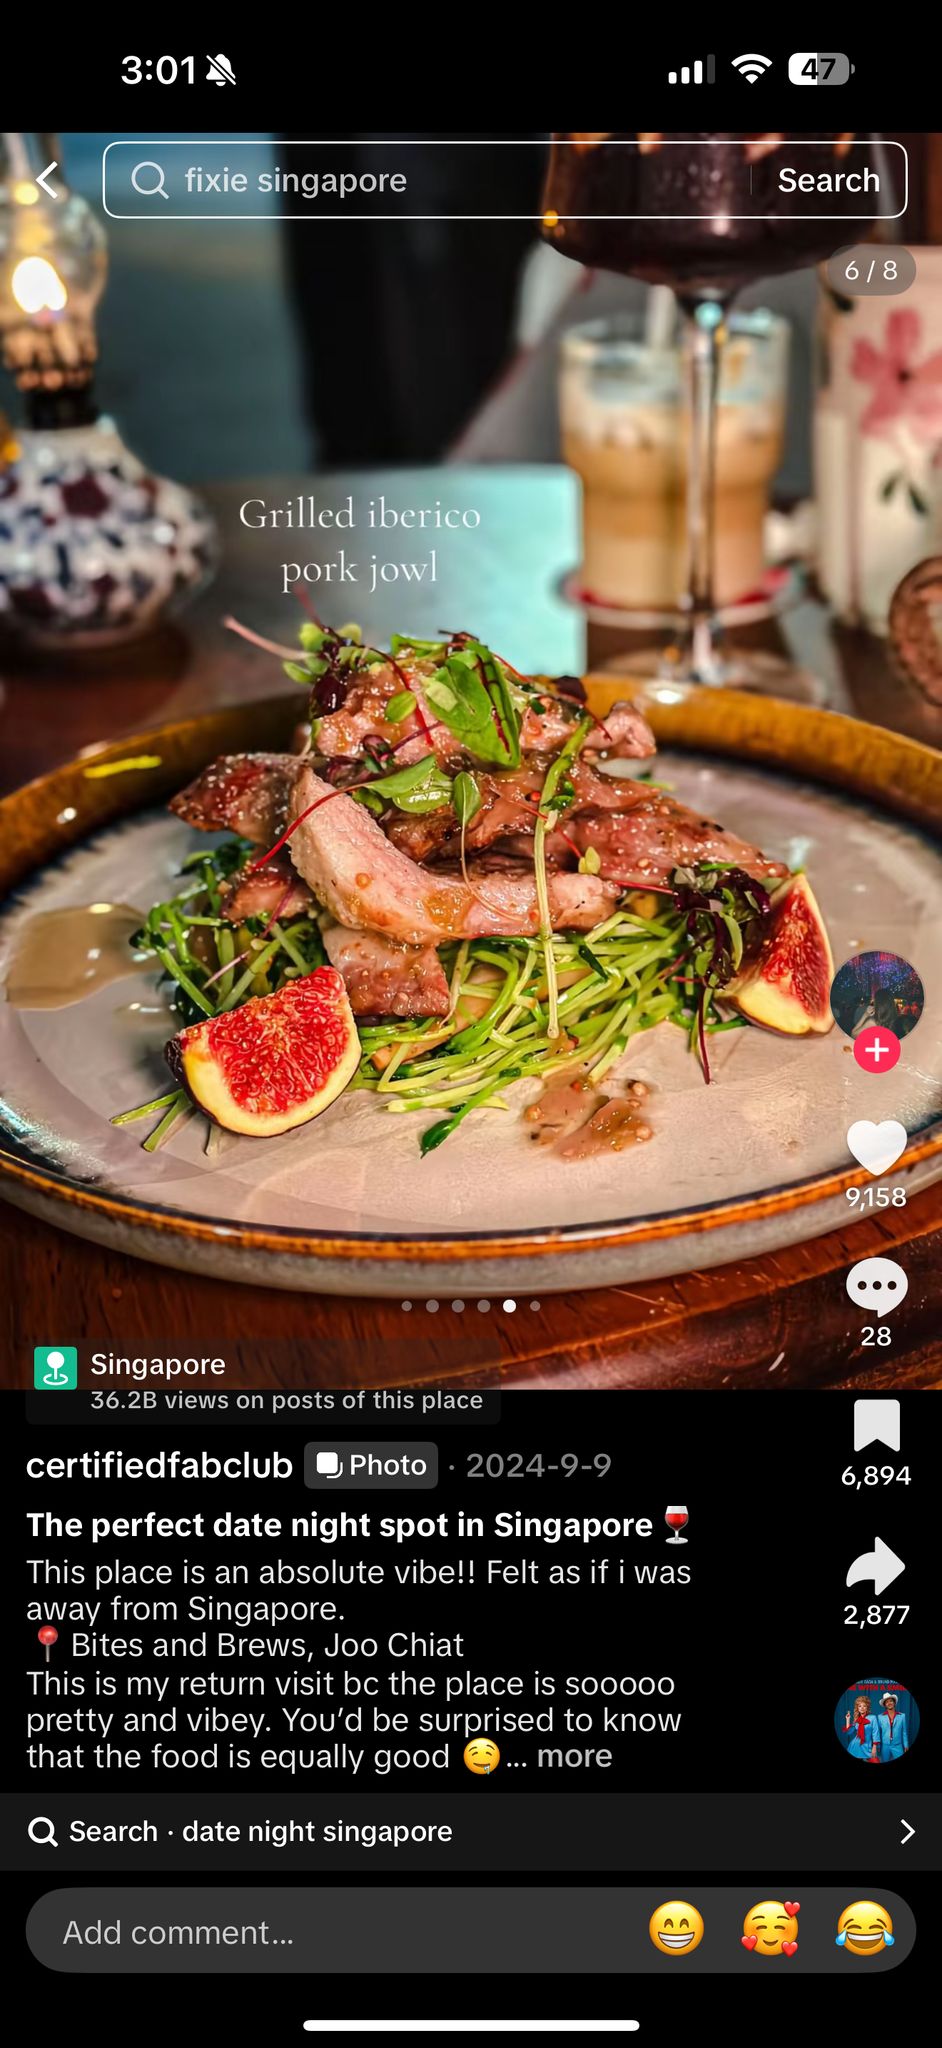 3:01
47
fixie singapore
Search
6 / 8
Grilled iberico
pork jowl
9,158
28
Singapore
36.2B views on posts of this place
6,894
certifiedfabclub Photo · 2024-9-9
The perfect date night spot in Singapore 🍷
This place is an absolute vibe!! Felt as if i was
away from Singapore.
2,877
📍 Bites and Brews, Joo Chiat
This is my return visit bc the place is sooooo
pretty and vibey. You’d be surprised to know
that the food is equally good 🤤... more
Search · date night singapore
Add comment... 😁 🥰 😂